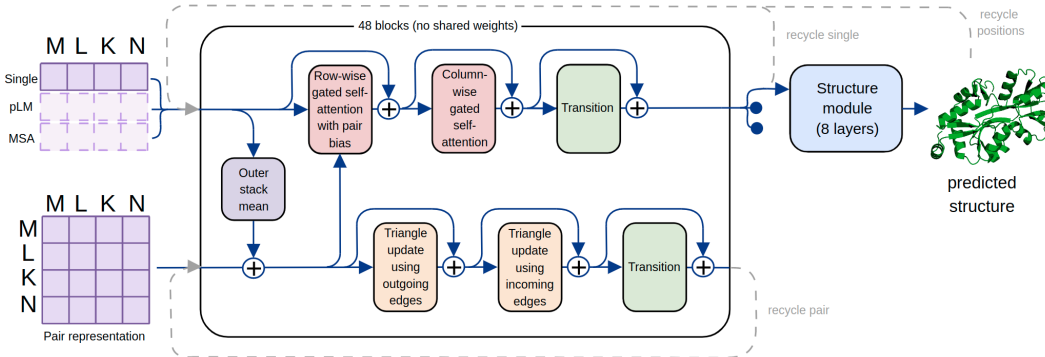 48 blocks (no shared weights)
recycle
positions
recycle single
M L K N
Single
pLM
MSA
Row-wise
gated self-
attention
with pair
bias
+
Column-
wise
gated
self-
attention
+
Transition
+
Structure
module
(8 layers)
predicted
structure
Outer
stack
mean
+
M L K N
M
L
K
N
Pair representation
Triangle
update
using
outgoing
edges
+
Triangle
update
using
incoming
edges
+
Transition
+
recycle pair